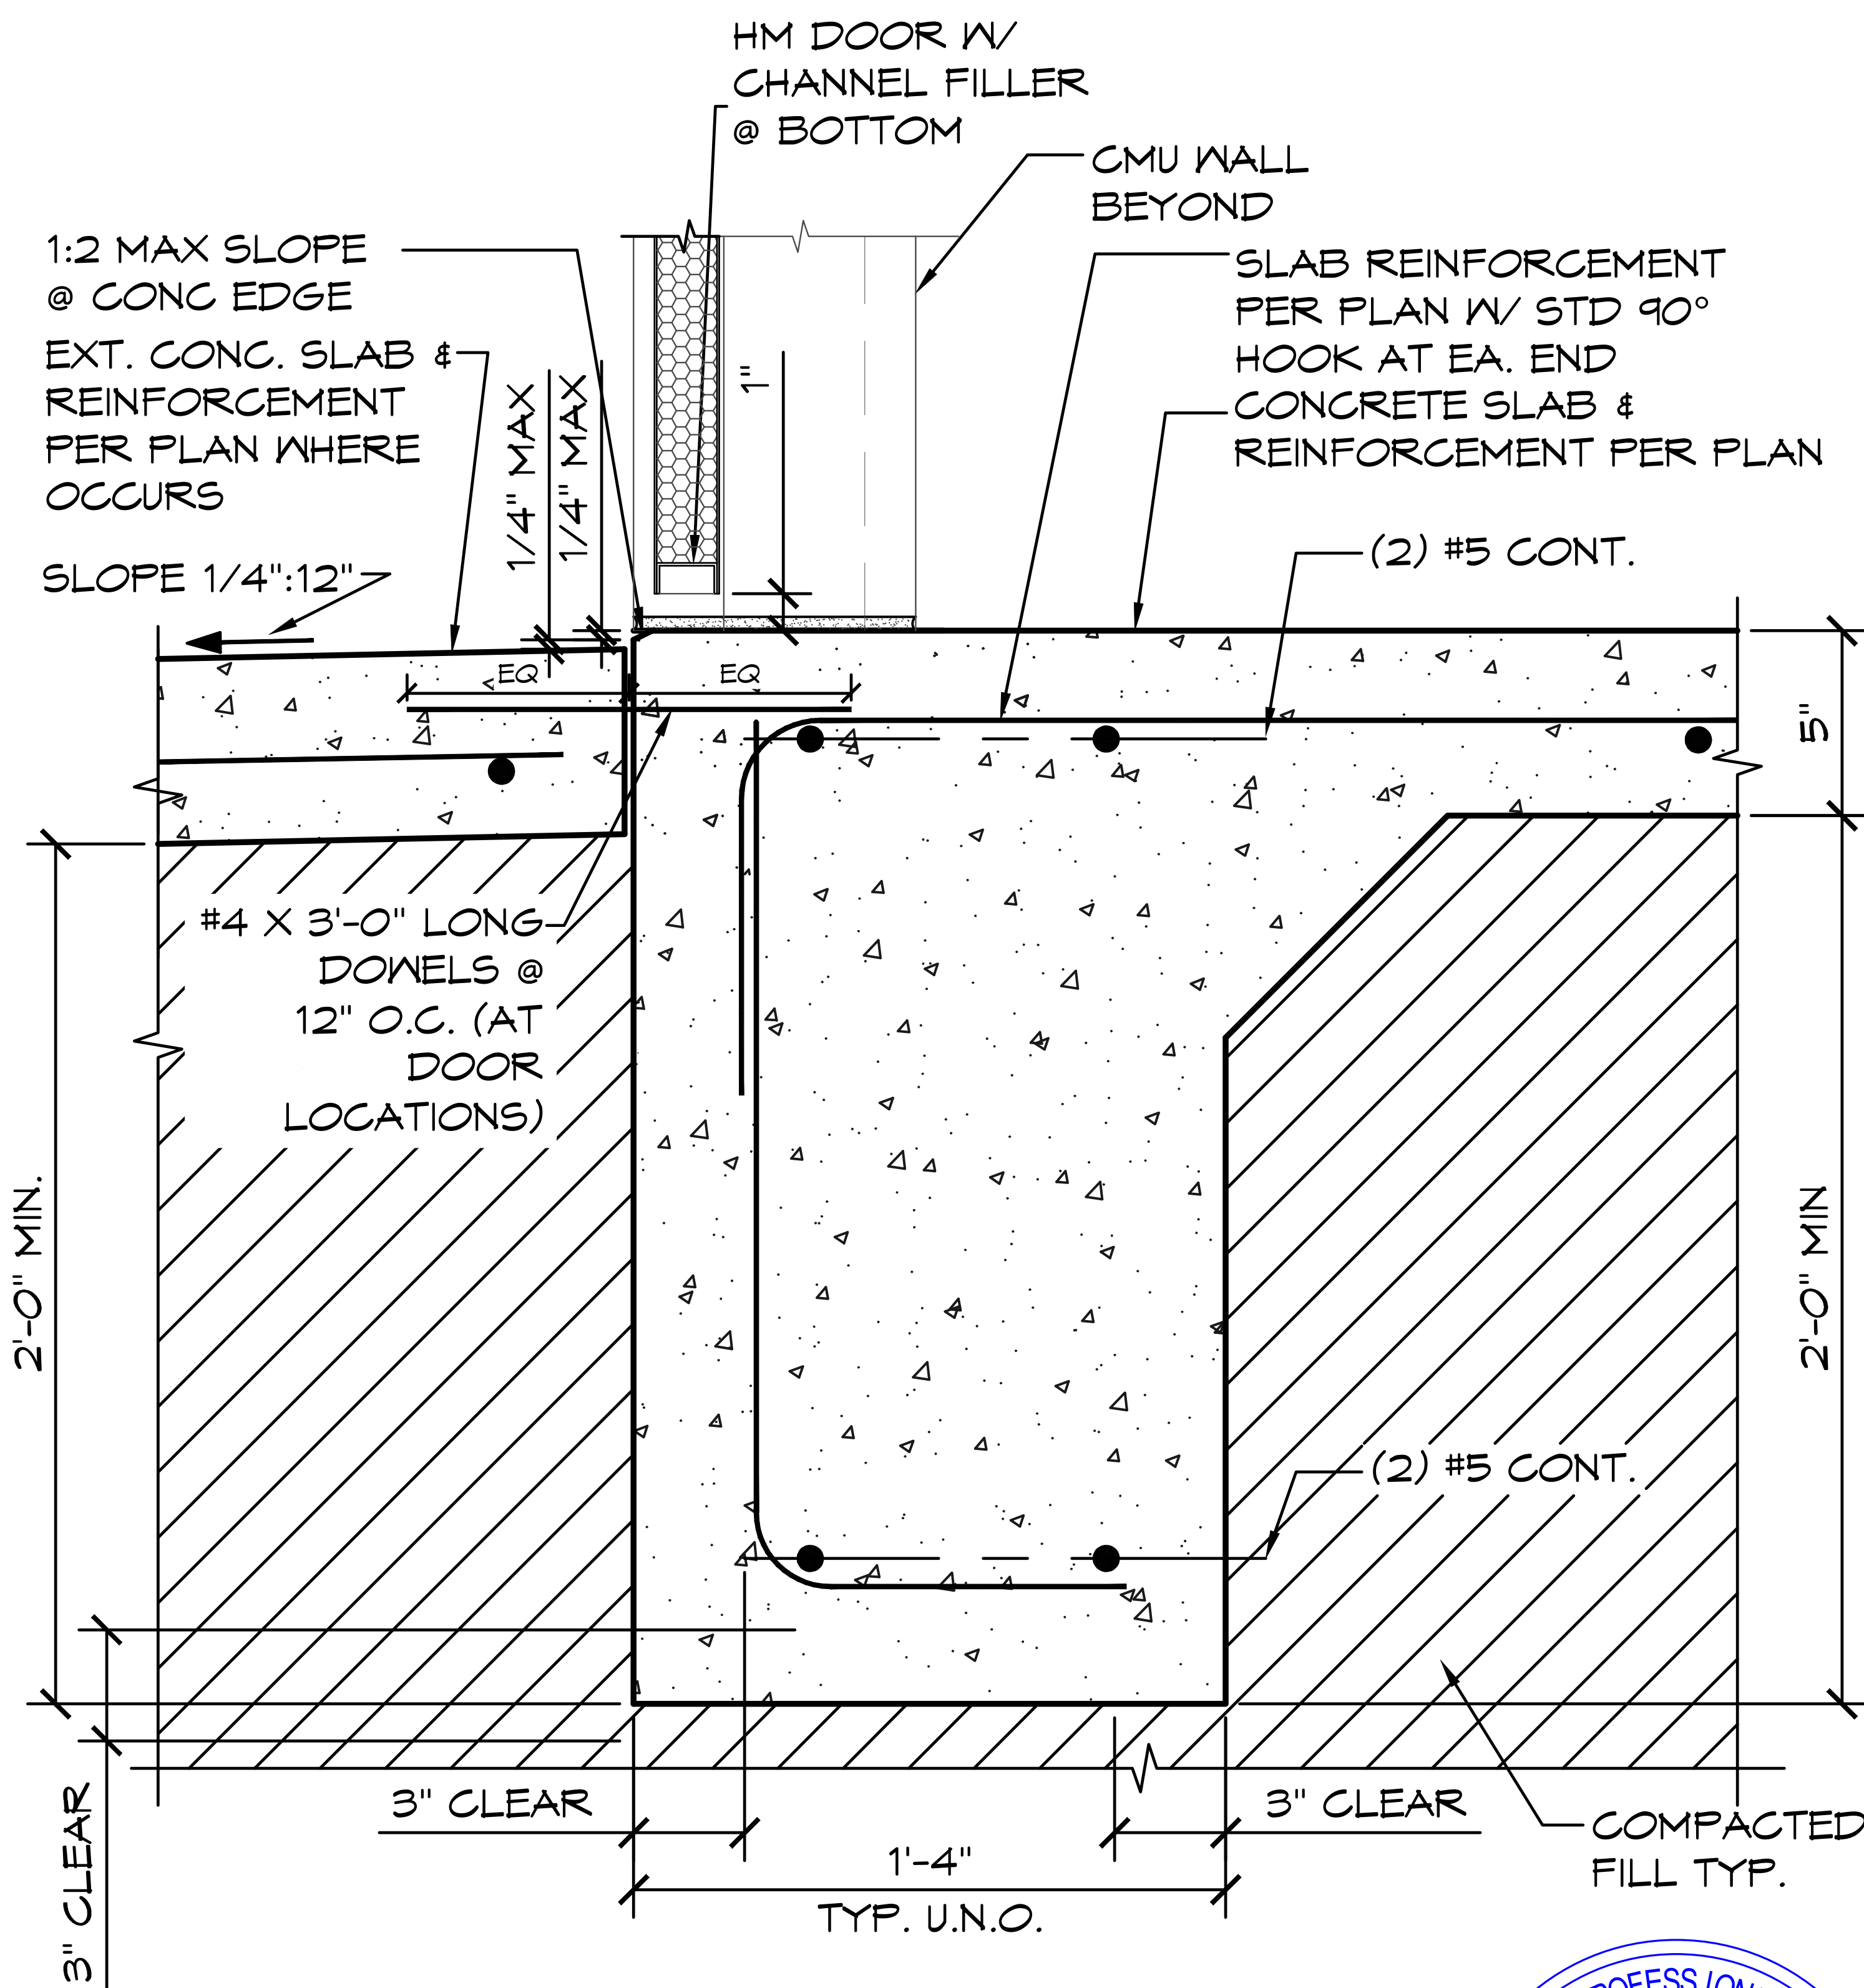 HM DOOR W/
CHANNEL FILLER
@ BOTTOM
CMU WALL
BEYOND
1:2 MAX SLOPE
@ CONC EDGE
EXT. CONC. SLAB &
REINFORCEMENT
PER PLAN WHERE
OCCURS
SLOPE 1/4":12"
1/4" MAX
1/4" MAX
1"
SLAB REINFORCEMENT
PER PLAN W/ STD 90°
HOOK AT EA. END
CONCRETE SLAB &
REINFORCEMENT PER PLAN
(2) #5 CONT.
EQ
EQ
5"
#4 X 3'-0" LONG
DOWELS @
12" O.C. (AT
DOOR
LOCATIONS)
2'-0" MIN.
2'-0" MIN
(2) #5 CONT.
3" CLEAR
3" CLEAR
3" CLEAR
1'-4"
TYP. U.N.O.
COMPACTED
FILL TYP.